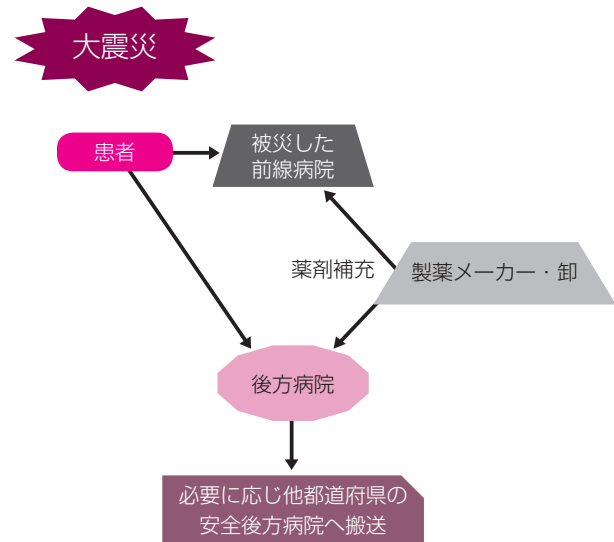 大震災
患者
被災した
前線病院
薬剤補充
製薬メーカー・卸
後方病院
必要に応じ他都道府県の
安全後方病院へ搬送